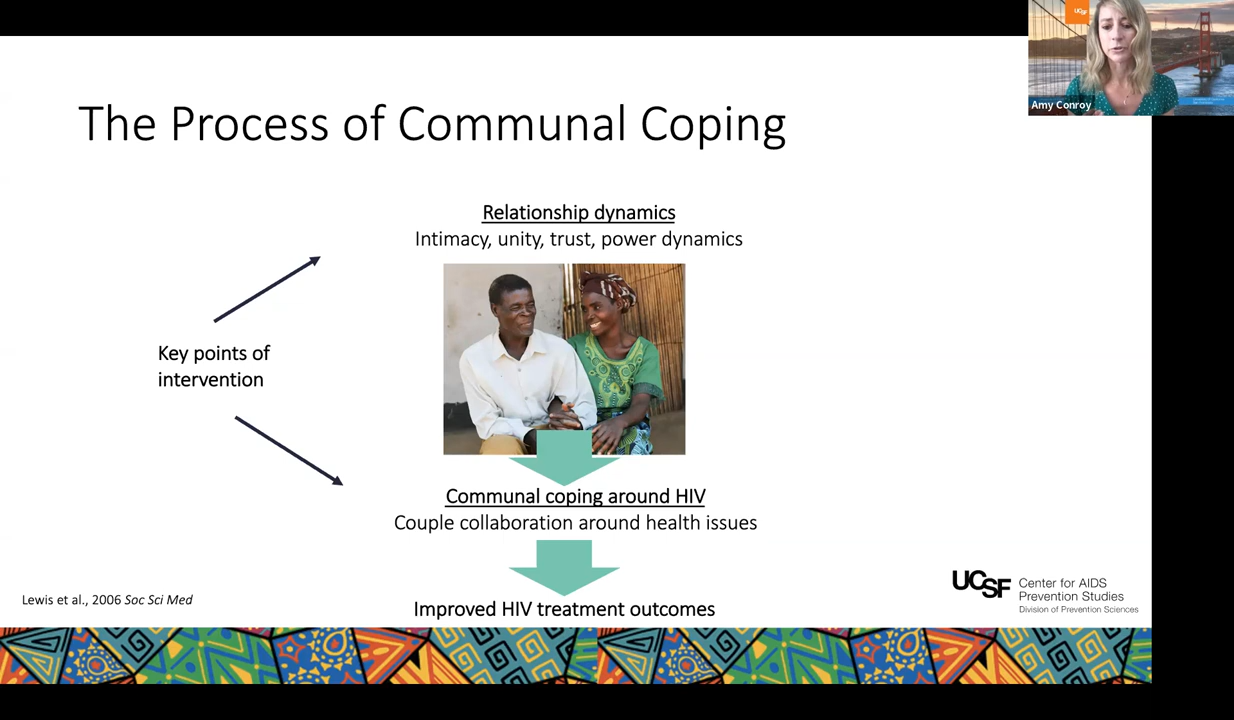 UCSF
Amy Conroy
The Process of Communal Coping
Relationship dynamics
Intimacy, unity, trust, power dynamics
Key points of
intervention
Communal coping around HIV
Couple collaboration around health issues
Lewis et al., 2006 Soc Sci Med
Improved HIV treatment outcomes
UCSF
Center for AIDS
Prevention Studies
Division of Prevention Sciences